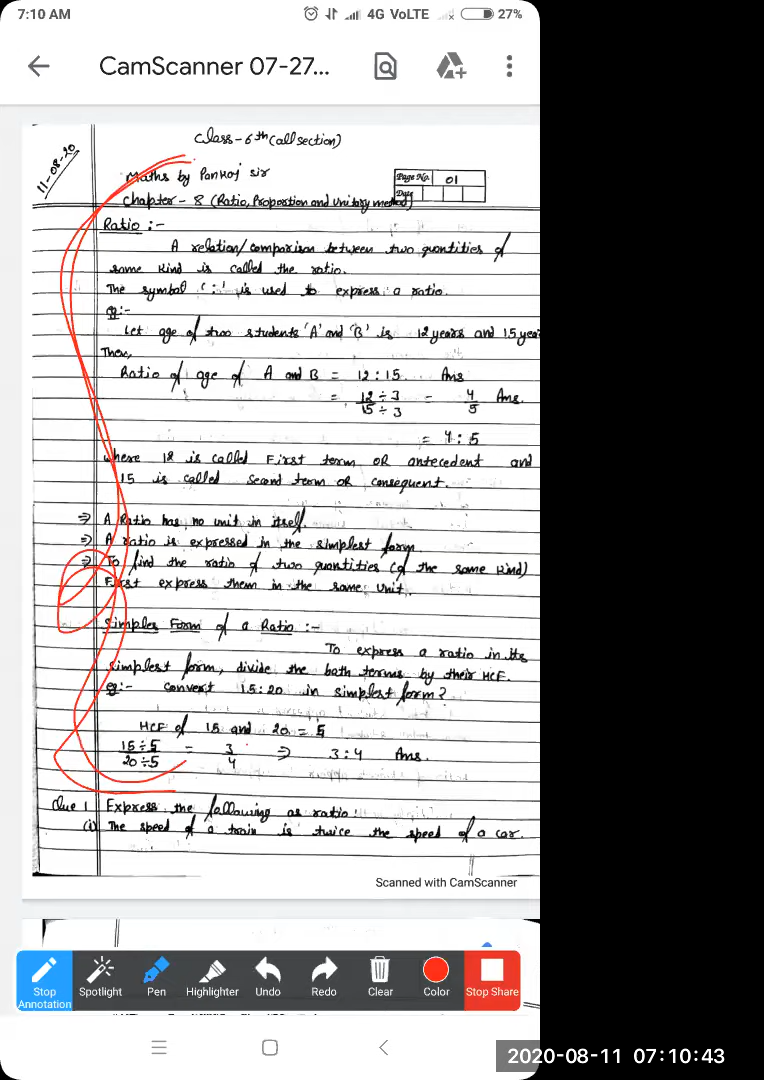 7:10 AM
4G VoLTE
27%
CamScanner 07-27...
11-08-20
Class - 6th (all section)
Maths by Pankaj sir
Page No. 01
Date
Chapter - 8 (Ratio, Proportion and Unitary method)
Ratio :-
A relation/comparison between two quantities of
same kind is called the ratio.
The symbol ':' is used to express a ratio.
eg:-
Let age of two students 'A' and 'B' is 12 years and 15 year
Then,
Ratio of age of A and B = 12 : 15 Ans
= 12 ÷ 3 / 15 ÷ 3 = 4/5 Ans.
= 4 : 5
where 12 is called First term OR antecedent and
15 is called second term OR consequent.
⇒ A Ratio has no unit in itself.
⇒ A ratio is expressed in the simplest form.
⇒ To find the ratio of two quantities (of the same kind)
First express them in the same unit.
Simples Form of a Ratio :-
To express a ratio in its
simplest form, divide the both terms by their HCF.
eg:- convert 15:20 in simplest form?
HCF of 15 and 20 = 5
15 ÷ 5 / 20 ÷ 5 = 3/4 ⇒ 3:4 Ans.
Que 1 Express the following as ratio:
(i) The speed of a train is twice the speed of a car.
Scanned with CamScanner
Stop Annotation
Spotlight
Pen
Highlighter
Undo
Redo
Clear
Color
Stop Share
2020-08-11 07:10:43